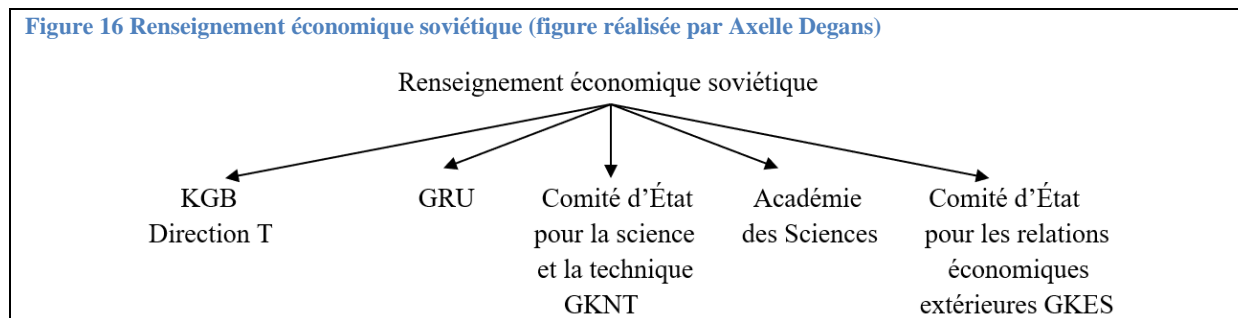 Figure 16 Renseignement économique soviétique (figure réalisée par Axelle Degans)
Renseignement économique soviétique
KGB
Direction T
GRU
Comité d’État
pour la science
et la technique
GKNT
Académie
des Sciences
Comité d’État
pour les relations
économiques
extérieures GKES